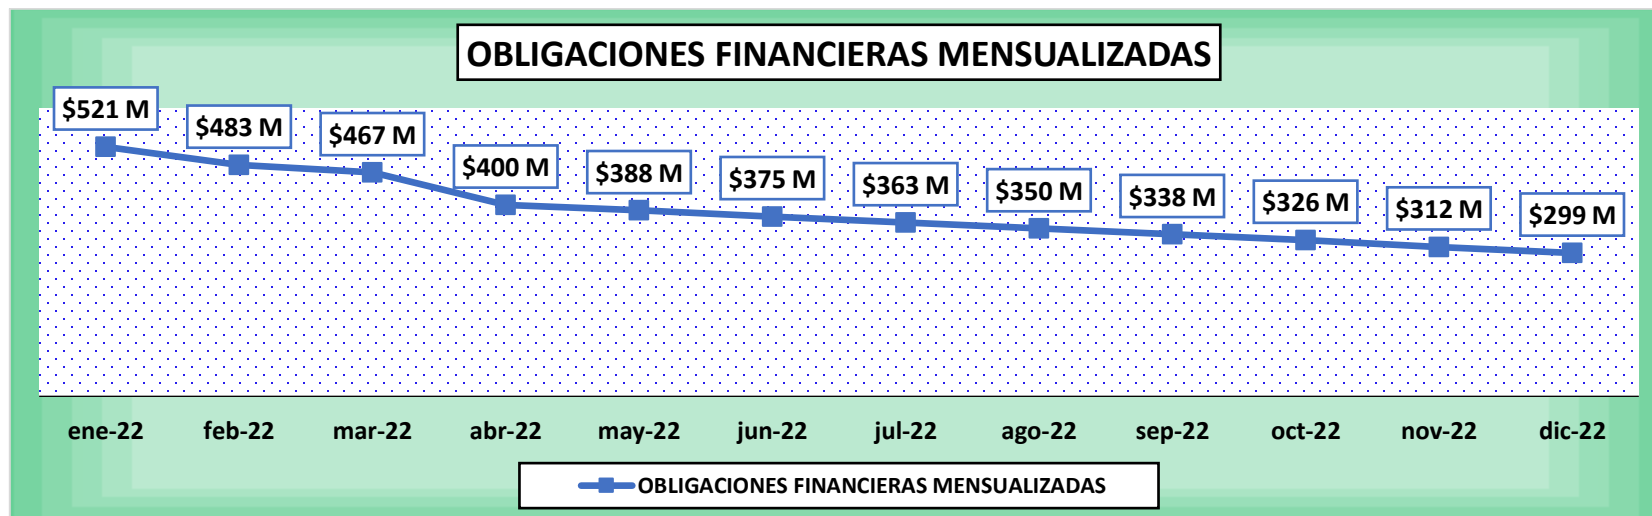 OBLIGACIONES FINANCIERAS MENSUALIZADAS
$521 M
$483 M
$467 M
$400 M
$388 M
$375 M
$363 M
$350 M
$338 M
$326 M
$312 M
$299 M
ene-22 feb-22 mar-22 abr-22 may-22 jun-22 jul-22 ago-22 sep-22 oct-22 nov-22 dic-22
OBLIGACIONES FINANCIERAS MENSUALIZADAS